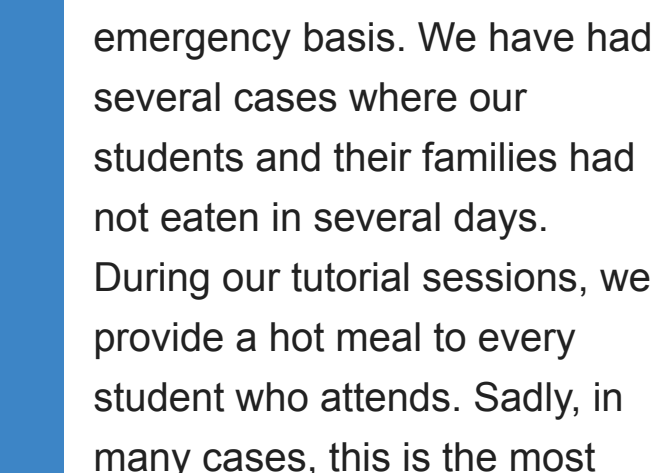 emergency basis. We have had
several cases where our
students and their families had
not eaten in several days.
During our tutorial sessions, we
provide a hot meal to every
student who attends. Sadly, in
many cases, this is the most